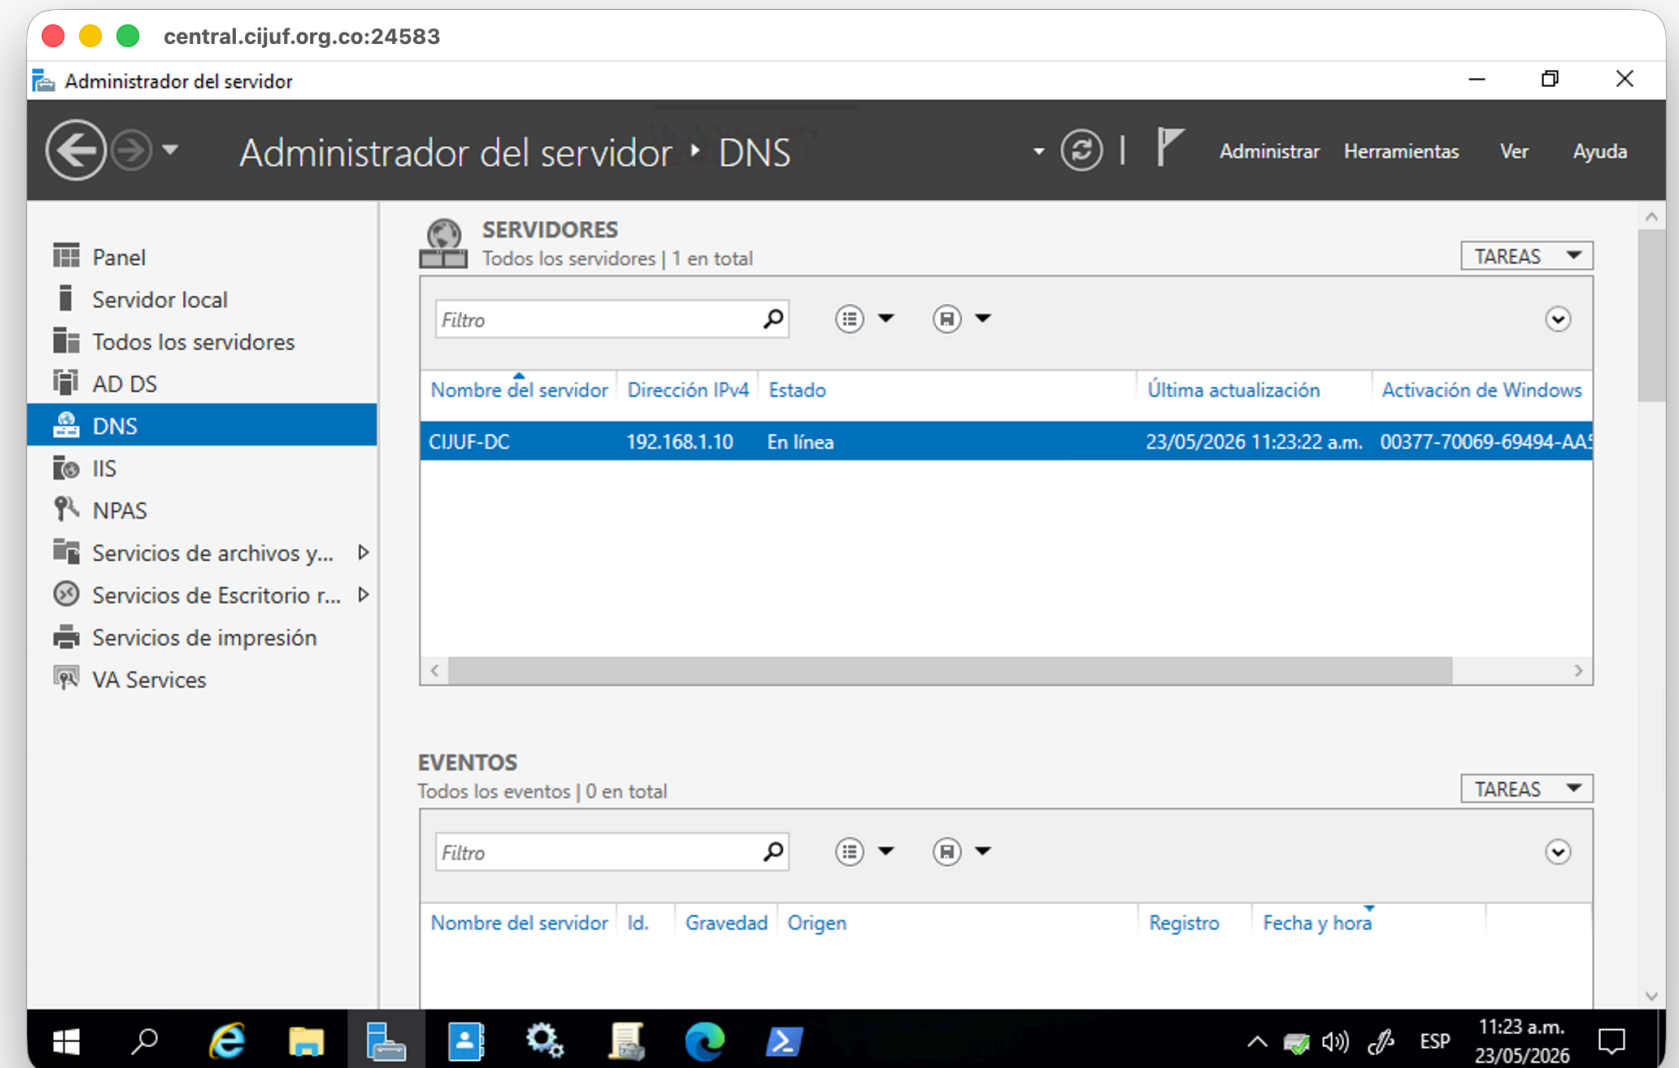 central.cijuf.org.co:24583
Administrador del servidor
Administrador del servidor ‣ DNS
Administrar Herramientas Ver Ayuda
Panel
Servidor local
Todos los servidores
AD DS
DNS
IIS
NPAS
Servicios de archivos y...
Servicios de Escritorio r...
Servicios de impresión
VA Services
SERVIDORES
Todos los servidores | 1 en total
TAREAS
Filtro
Nombre del servidor Dirección IPv4 Estado Última actualización Activación de Windows
CIJUF-DC 192.168.1.10 En línea 23/05/2026 11:23:22 a.m. 00377-70069-69494-AA5
EVENTOS
Todos los eventos | 0 en total
TAREAS
Filtro
Nombre del servidor Id. Gravedad Origen Registro Fecha y hora
ESP
11:23 a.m.
23/05/2026